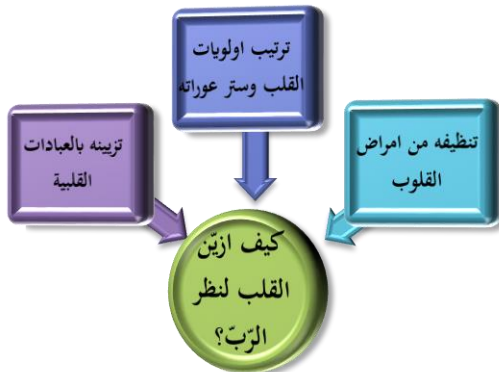 ترتيب اولويات
القلب وستر عوراته
تنظيفه من امراض
القلوب
تزيينه بالعبادات
القلبية
كيف ازيّن
القلب لنظر
الرّبّ؟